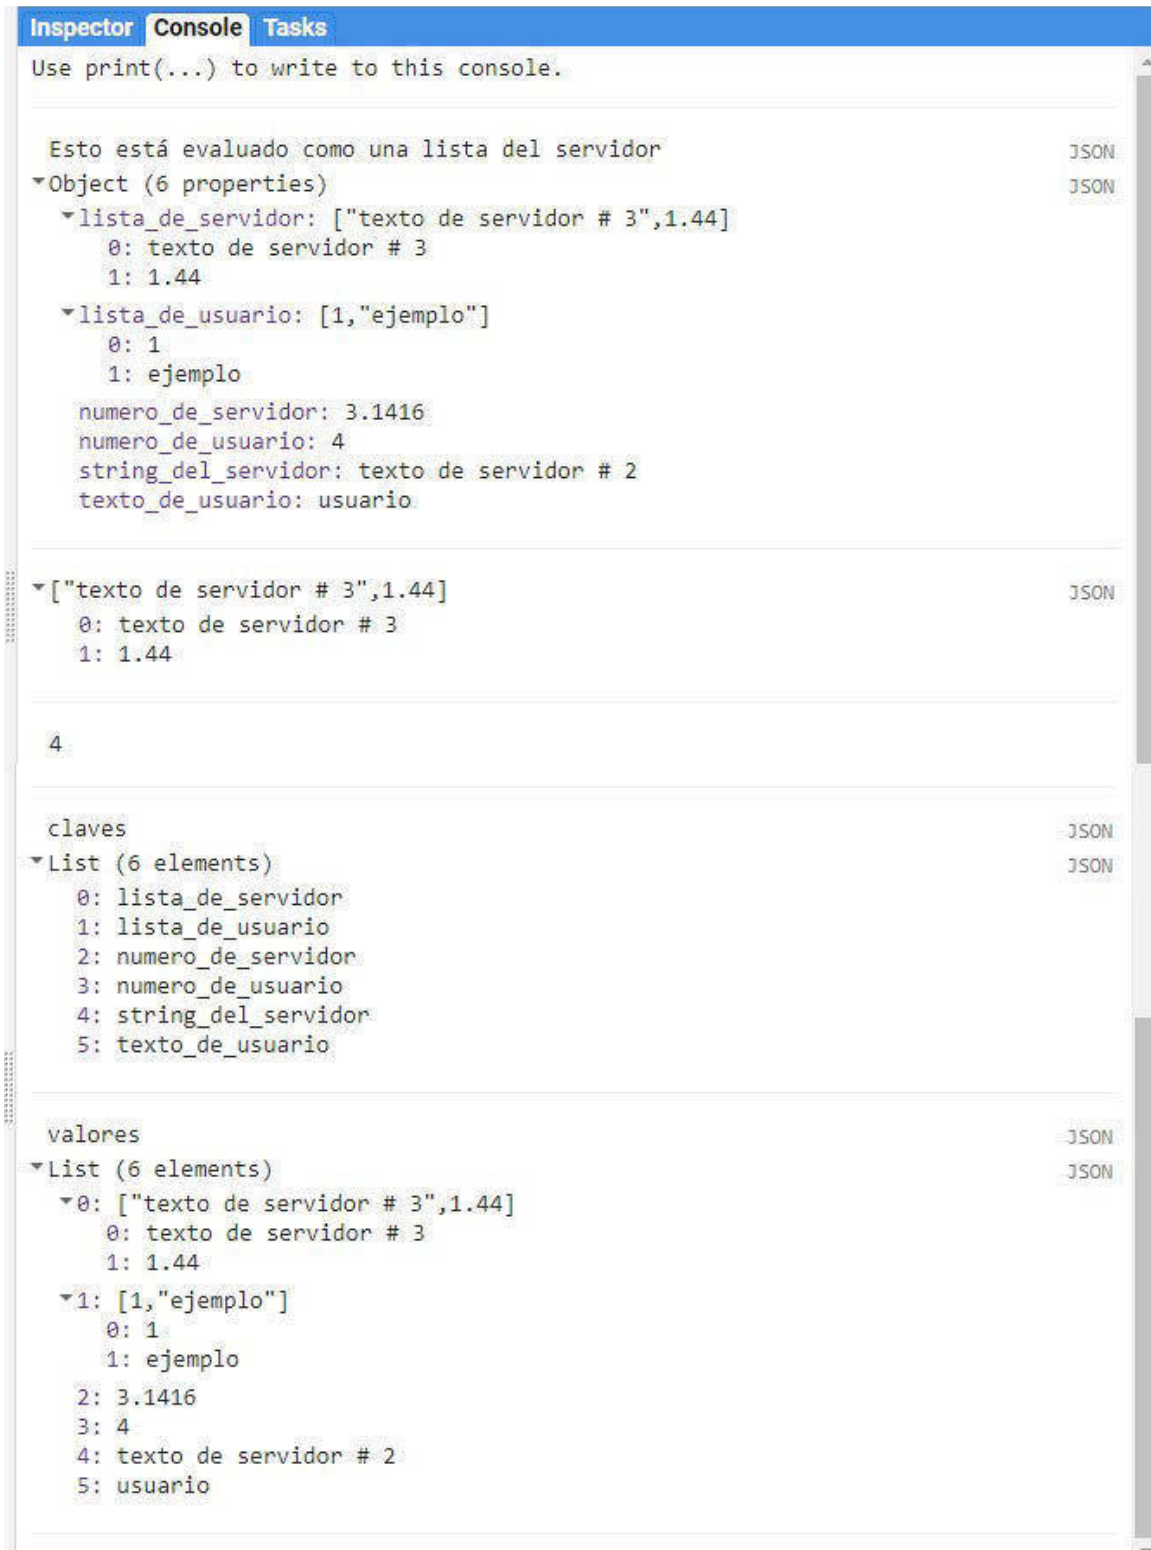 Inspector Console Tasks
Use print(...) to write to this console.
Esto está evaluado como una lista del servidor JSON
Object (6 properties) JSON
lista_de_servidor: ["texto de servidor # 3",1.44]
0: texto de servidor # 3
1: 1.44
lista_de_usuario: [1,"ejemplo"]
0: 1
1: ejemplo
numero_de_servidor: 3.1416
numero_de_usuario: 4
string_del_servidor: texto de servidor # 2
texto_de_usuario: usuario
["texto de servidor # 3",1.44] JSON
0: texto de servidor # 3
1: 1.44
4
claves JSON
List (6 elements) JSON
0: lista_de_servidor
1: lista_de_usuario
2: numero_de_servidor
3: numero_de_usuario
4: string_del_servidor
5: texto_de_usuario
valores JSON
List (6 elements) JSON
0: ["texto de servidor # 3",1.44]
0: texto de servidor # 3
1: 1.44
1: [1,"ejemplo"]
0: 1
1: ejemplo
2: 3.1416
3: 4
4: texto de servidor # 2
5: usuario